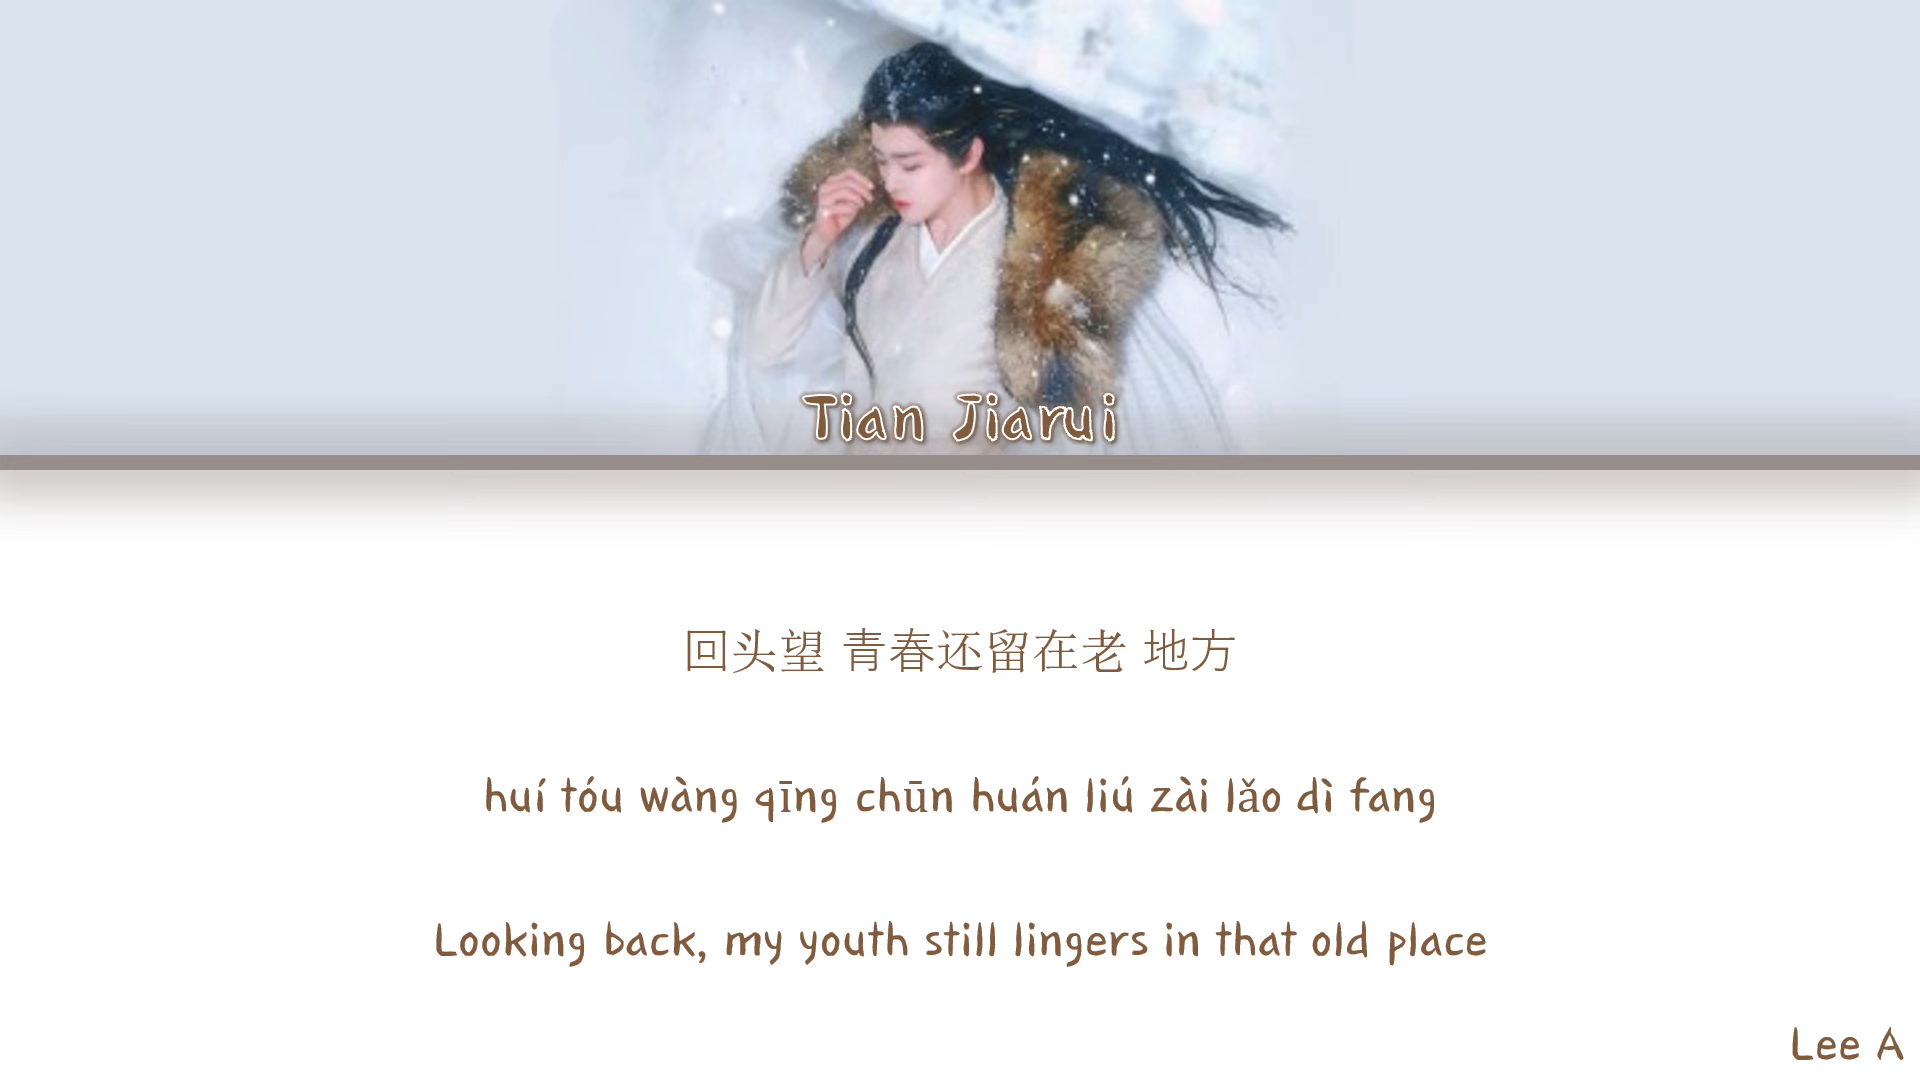 Tian Jiarui
回头望 青春还留在老 地方
huí tóu wàng qīng chūn huán liú zài lǎo dì fang
Looking back, my youth still lingers in that old place
Lee A